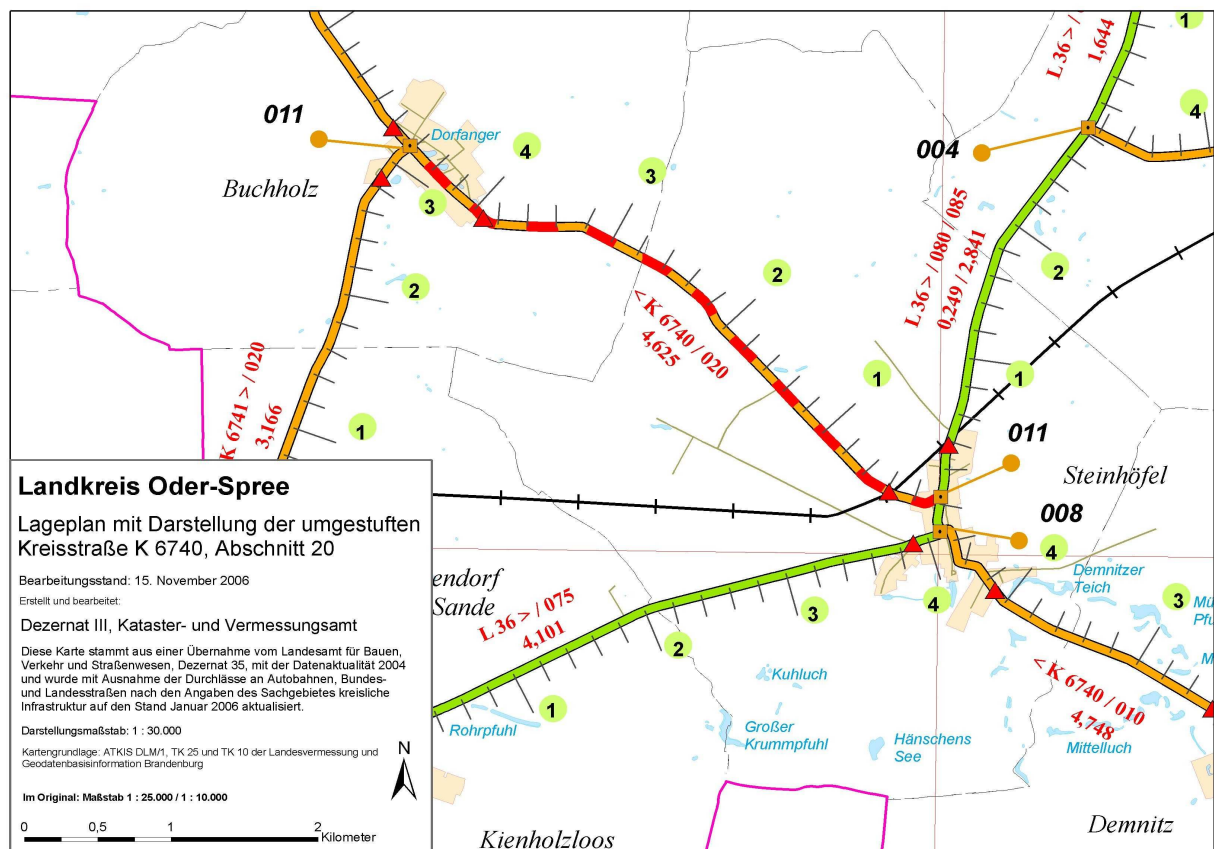 011
Dorfanger
4
Buchholz
3
3
2
< K 6740 / 020
4,625
2
K 6741 > / 020
3,166
1
L 36 > /
1,644
1
4
004
L 36 > / 080 / 085
0,249 / 2,841
2
1
1
011
Steinhöfel
008
4
Demnitzer
Teich
3
Mü
Pfu
M
4
3
L 36 > / 075
4,101
2
1
endorf
Sande
Rohrpfuhl
Kuhluch
Großer
Krummpfuhl
Hänschens
See
< K 6740 / 010
4,748
Mittelluch
Demnitz
Kienholzloos
Landkreis Oder-Spree
Lageplan mit Darstellung der umgestuften
Kreisstraße K 6740, Abschnitt 20
Bearbeitungsstand: 15. November 2006
Erstellt und bearbeitet:
Dezernat III, Kataster- und Vermessungsamt
Diese Karte stammt aus einer Übernahme vom Landesamt für Bauen,
Verkehr und Straßenwesen, Dezernat 35, mit der Datenaktualität 2004
und wurde mit Ausnahme der Durchlässe an Autobahnen, Bundes-
und Landesstraßen nach den Angaben des Sachgebietes kreisliche
Infrastruktur auf den Stand Januar 2006 aktualisiert.
Darstellungsmaßstab: 1 : 30.000
Kartengrundlage: ATKIS DLM/1, TK 25 und TK 10 der Landesvermessung und
Geodatenbasisinformation Brandenburg
Im Original: Maßstab 1 : 25.000 / 1 : 10.000
N
0 0,5 1 2
Kilometer